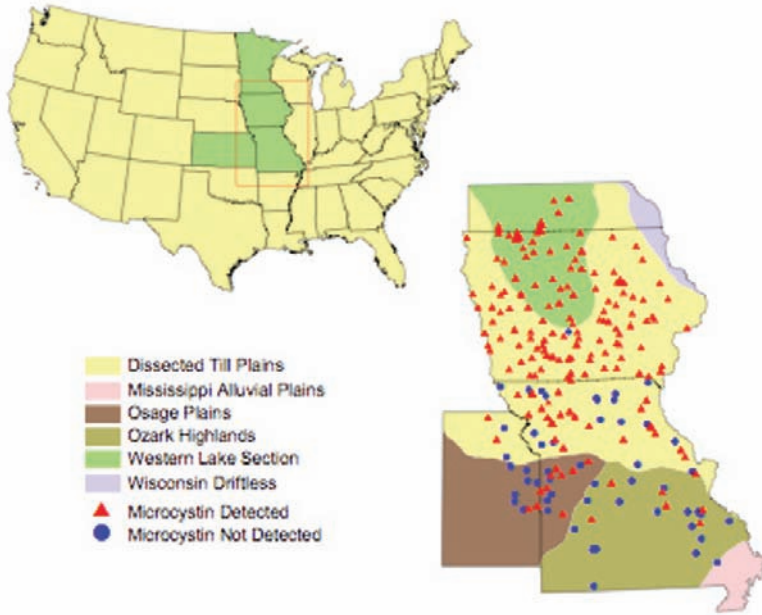 Dissected Till Plains
Mississippi Alluvial Plains
Osage Plains
Ozark Highlands
Western Lake Section
Wisconsin Driftless
Microcystin Detected
Microcystin Not Detected